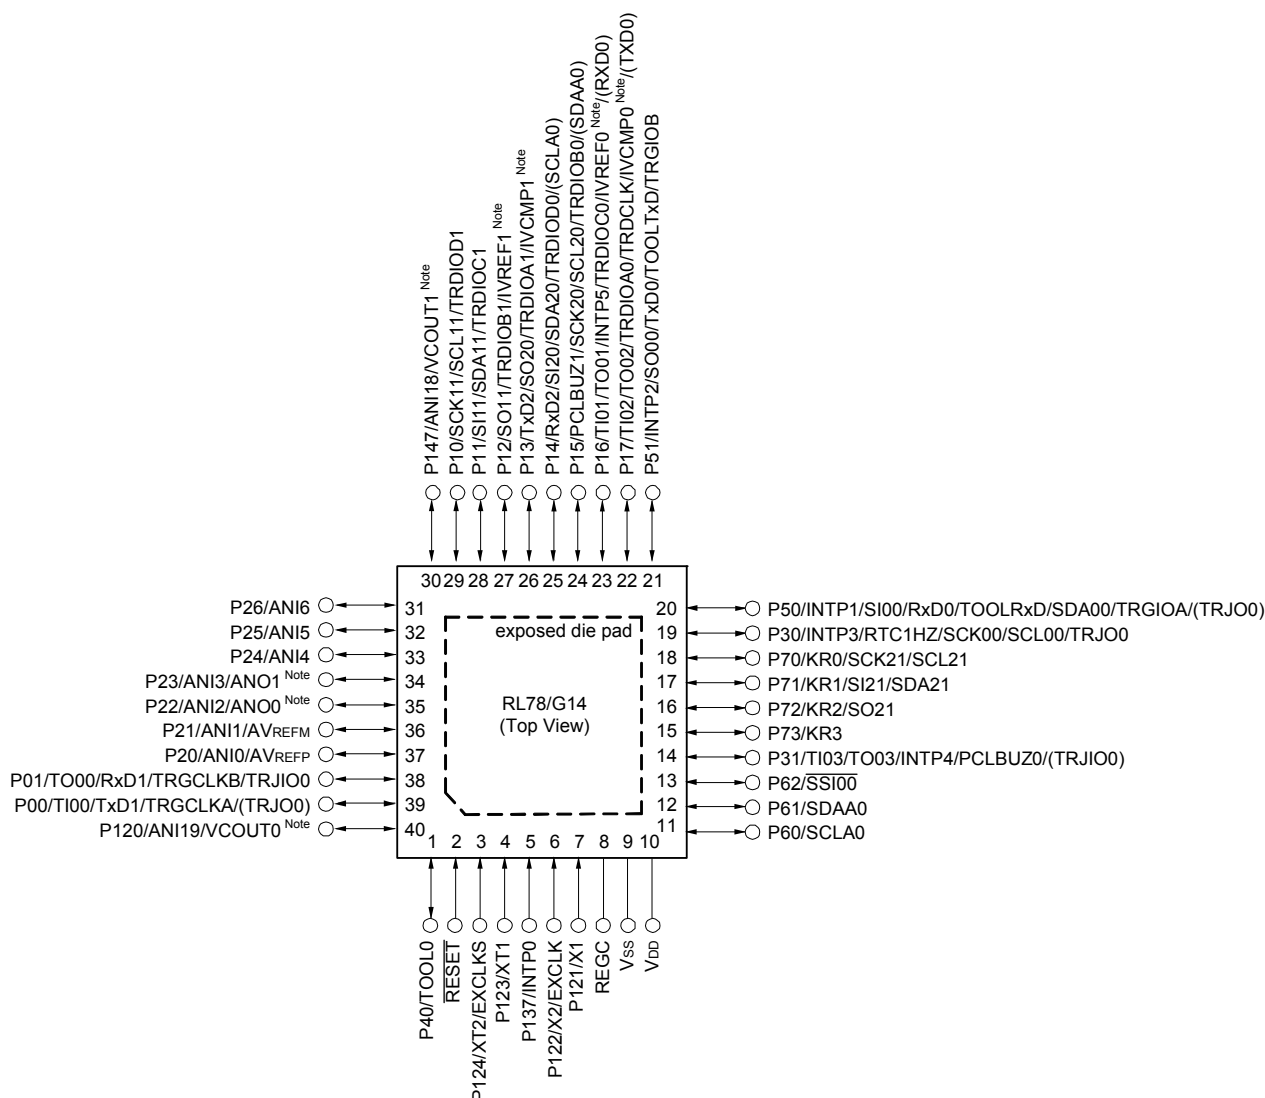 P147/ANI18/VCOUT1 Note
P10/SCK11/SCL11/TRDIOD1
P11/SI11/SDA11/TRDIOC1
P12/SO11/TRDIOB1/IVREF1 Note
P13/TxD2/SO20/TRDIOA1/IVCMP1 Note
P14/RxD2/SI20/SDA20/TRDIOD0/(SCLA0)
P15/PCLBUZ1/SCK20/SCL20/TRDIOB0/(SDAA0)
P16/TI01/TO01/INTP5/TRDIOC0/IVREF0 Note/(RXD0)
P17/TI02/TO02/TRDIOA0/TRDCLK/IVCMP0 Note/(TXD0)
P51/INTP2/SO00/TxD0/TOOLTxD/TRGIOB
30 29 28 27 26 25 24 23 22 21
P26/ANI6 31
P25/ANI5 32
P24/ANI4 33
P23/ANI3/ANO1 Note 34
P22/ANI2/ANO0 Note 35
P21/ANI1/AVREFM 36
P20/ANI0/AVREFP 37
P01/TO00/RxD1/TRGCLKB/TRJIO0 38
P00/TI00/TxD1/TRGCLKA/(TRJO0) 39
P120/ANI19/VCOUT0 Note 40
exposed die pad
RL78/G14
(Top View)
20 P50/INTP1/SI00/RxD0/TOOLRxD/SDA00/TRGIOA/(TRJO0)
19 P30/INTP3/RTC1HZ/SCK00/SCL00/TRJO0
18 P70/KR0/SCK21/SCL21
17 P71/KR1/SI21/SDA21
16 P72/KR2/SO21
15 P73/KR3
14 P31/TI03/TO03/INTP4/PCLBUZ0/(TRJIO0)
13 P62/SSI00
12 P61/SDAA0
11 P60/SCLA0
1 2 3 4 5 6 7 8 9 10
P40/TOOL0
RESET
P124/XT2/EXCLKS
P123/XT1
P137/INTP0
P122/X2/EXCLK
P121/X1
REGC
VSS
VDD